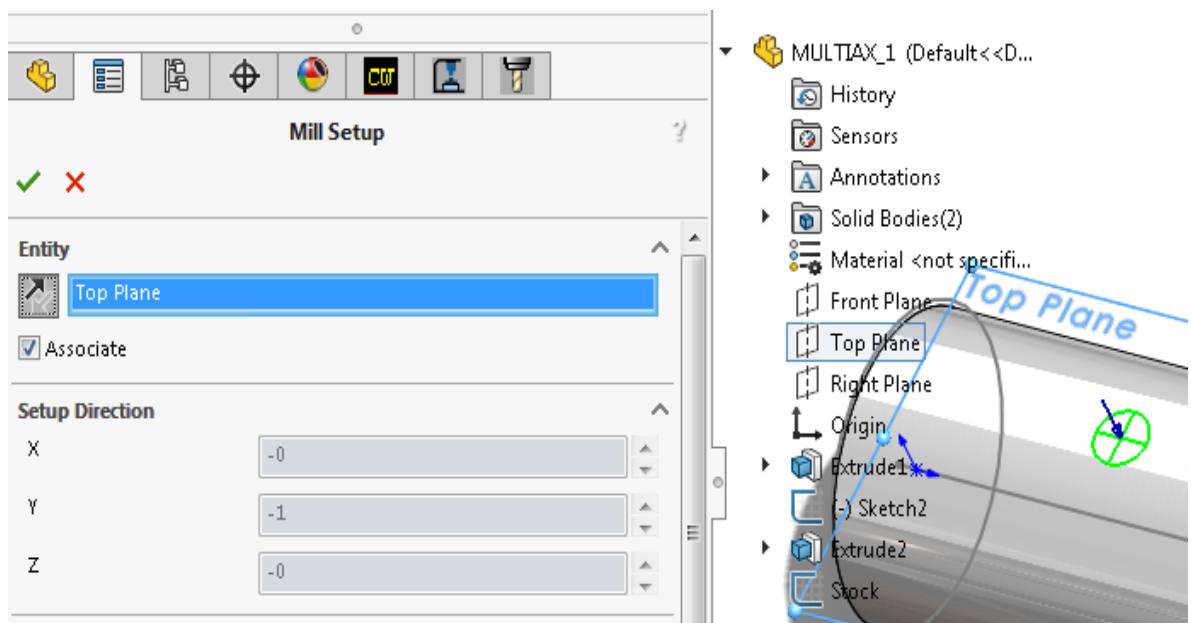 CW
Mill Setup
?
Entity
Top Plane
Associate
Setup Direction
X
-0
Y
-1
Z
-0
MULTIAX_1 (Default<<D...
History
Sensors
A Annotations
Solid Bodies(2)
Material <not specifi...
Front Plane
Top Plane
Right Plane
Origin
Extrude1
(-) Sketch2
Extrude2
Stock
Top Plane